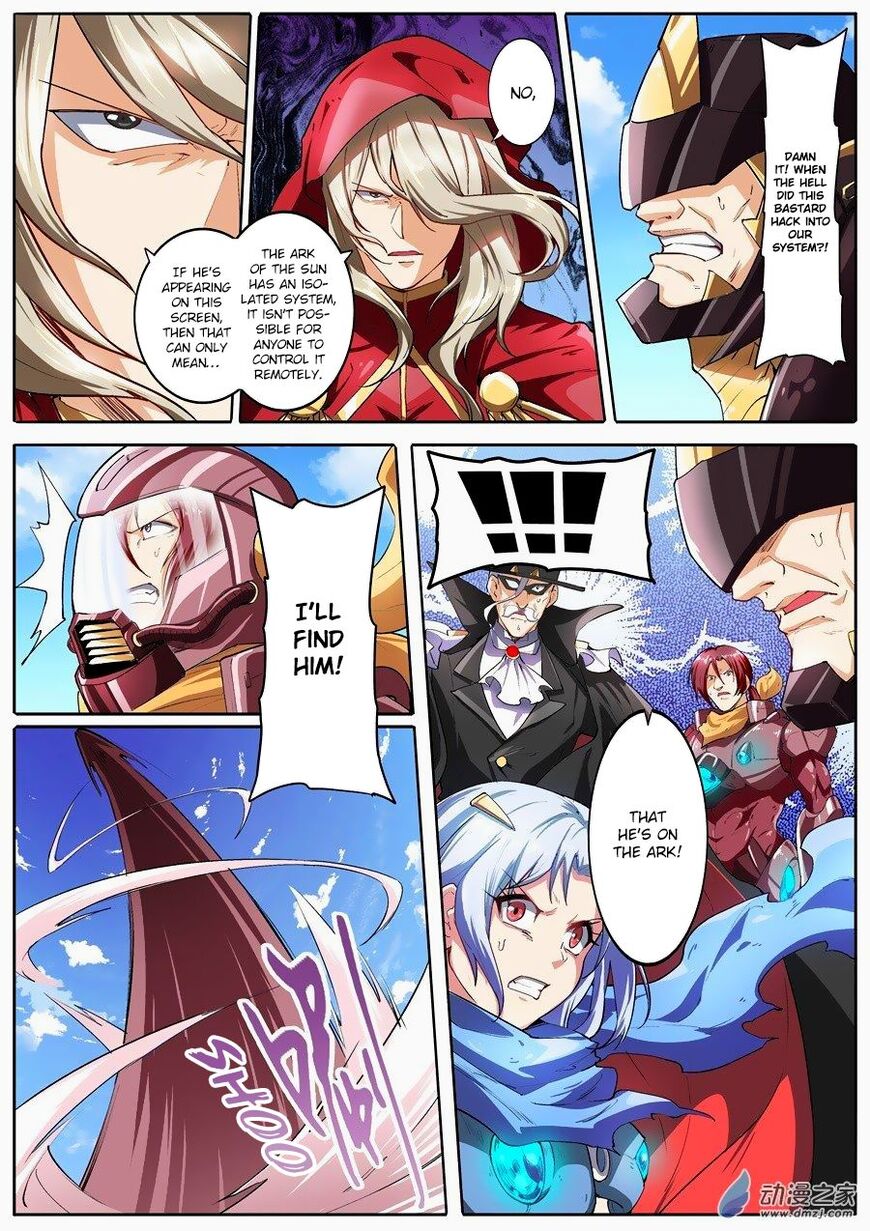 DAMN
IT! WHEN
THE HELL
DID THIS
BASTARD
HACK INTO
OUR
SYSTEM?!
NO,
THE ARK
OF THE SUN
HAS AN ISO-
LATED SYSTEM,
IT ISN'T POS-
SIBLE FOR
ANYONE TO
CONTROL IT
REMOTELY.
IF HE'S
APPEARING
ON THIS
SCREEN,
THEN THAT
CAN ONLY
MEAN...
!!!
THAT
HE'S ON
THE ARK!
I'LL
FIND
HIM!
SHOOO
动漫之家
www.dmzj.com